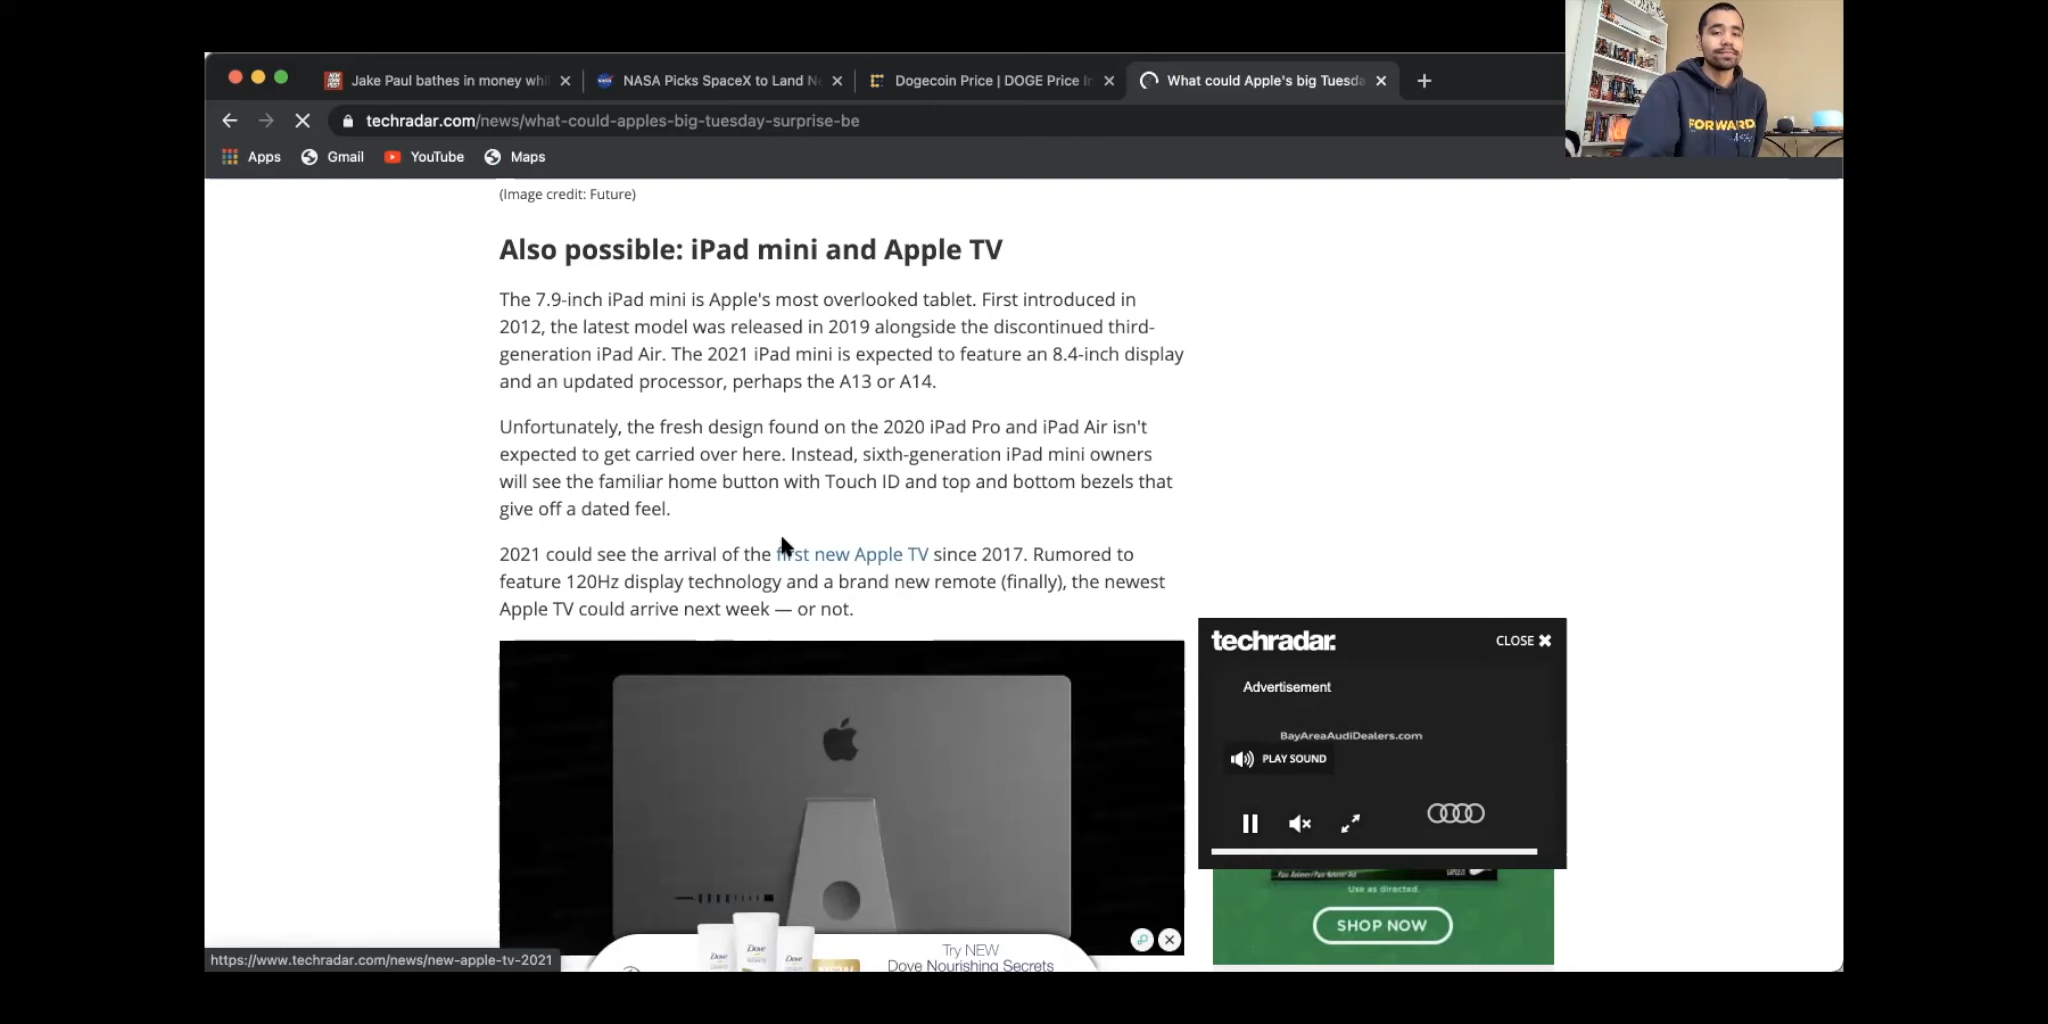 Jake Paul bathes in money whi
NASA Picks SpaceX to Land N
Dogecoin Price | DOGE Price In
What could Apple's big Tuesda
techradar.com/news/what-could-apples-big-tuesday-surprise-be
Apps
Gmail
YouTube
Maps
FORWARD
(Image credit: Future)
Also possible: iPad mini and Apple TV
The 7.9-inch iPad mini is Apple's most overlooked tablet. First introduced in
2012, the latest model was released in 2019 alongside the discontinued third-
generation iPad Air. The 2021 iPad mini is expected to feature an 8.4-inch display
and an updated processor, perhaps the A13 or A14.
Unfortunately, the fresh design found on the 2020 iPad Pro and iPad Air isn't
expected to get carried over here. Instead, sixth-generation iPad mini owners
will see the familiar home button with Touch ID and top and bottom bezels that
give off a dated feel.
2021 could see the arrival of the first new Apple TV since 2017. Rumored to
feature 120Hz display technology and a brand new remote (finally), the newest
Apple TV could arrive next week — or not.
techradar.
CLOSE
Advertisement
BayAreaAudiDealers.com
PLAY SOUND
Use as directed.
SHOP NOW
Dove
Dove
Dove
Try NEW
Dove Nourishing Secrets
https://www.techradar.com/news/new-apple-tv-2021